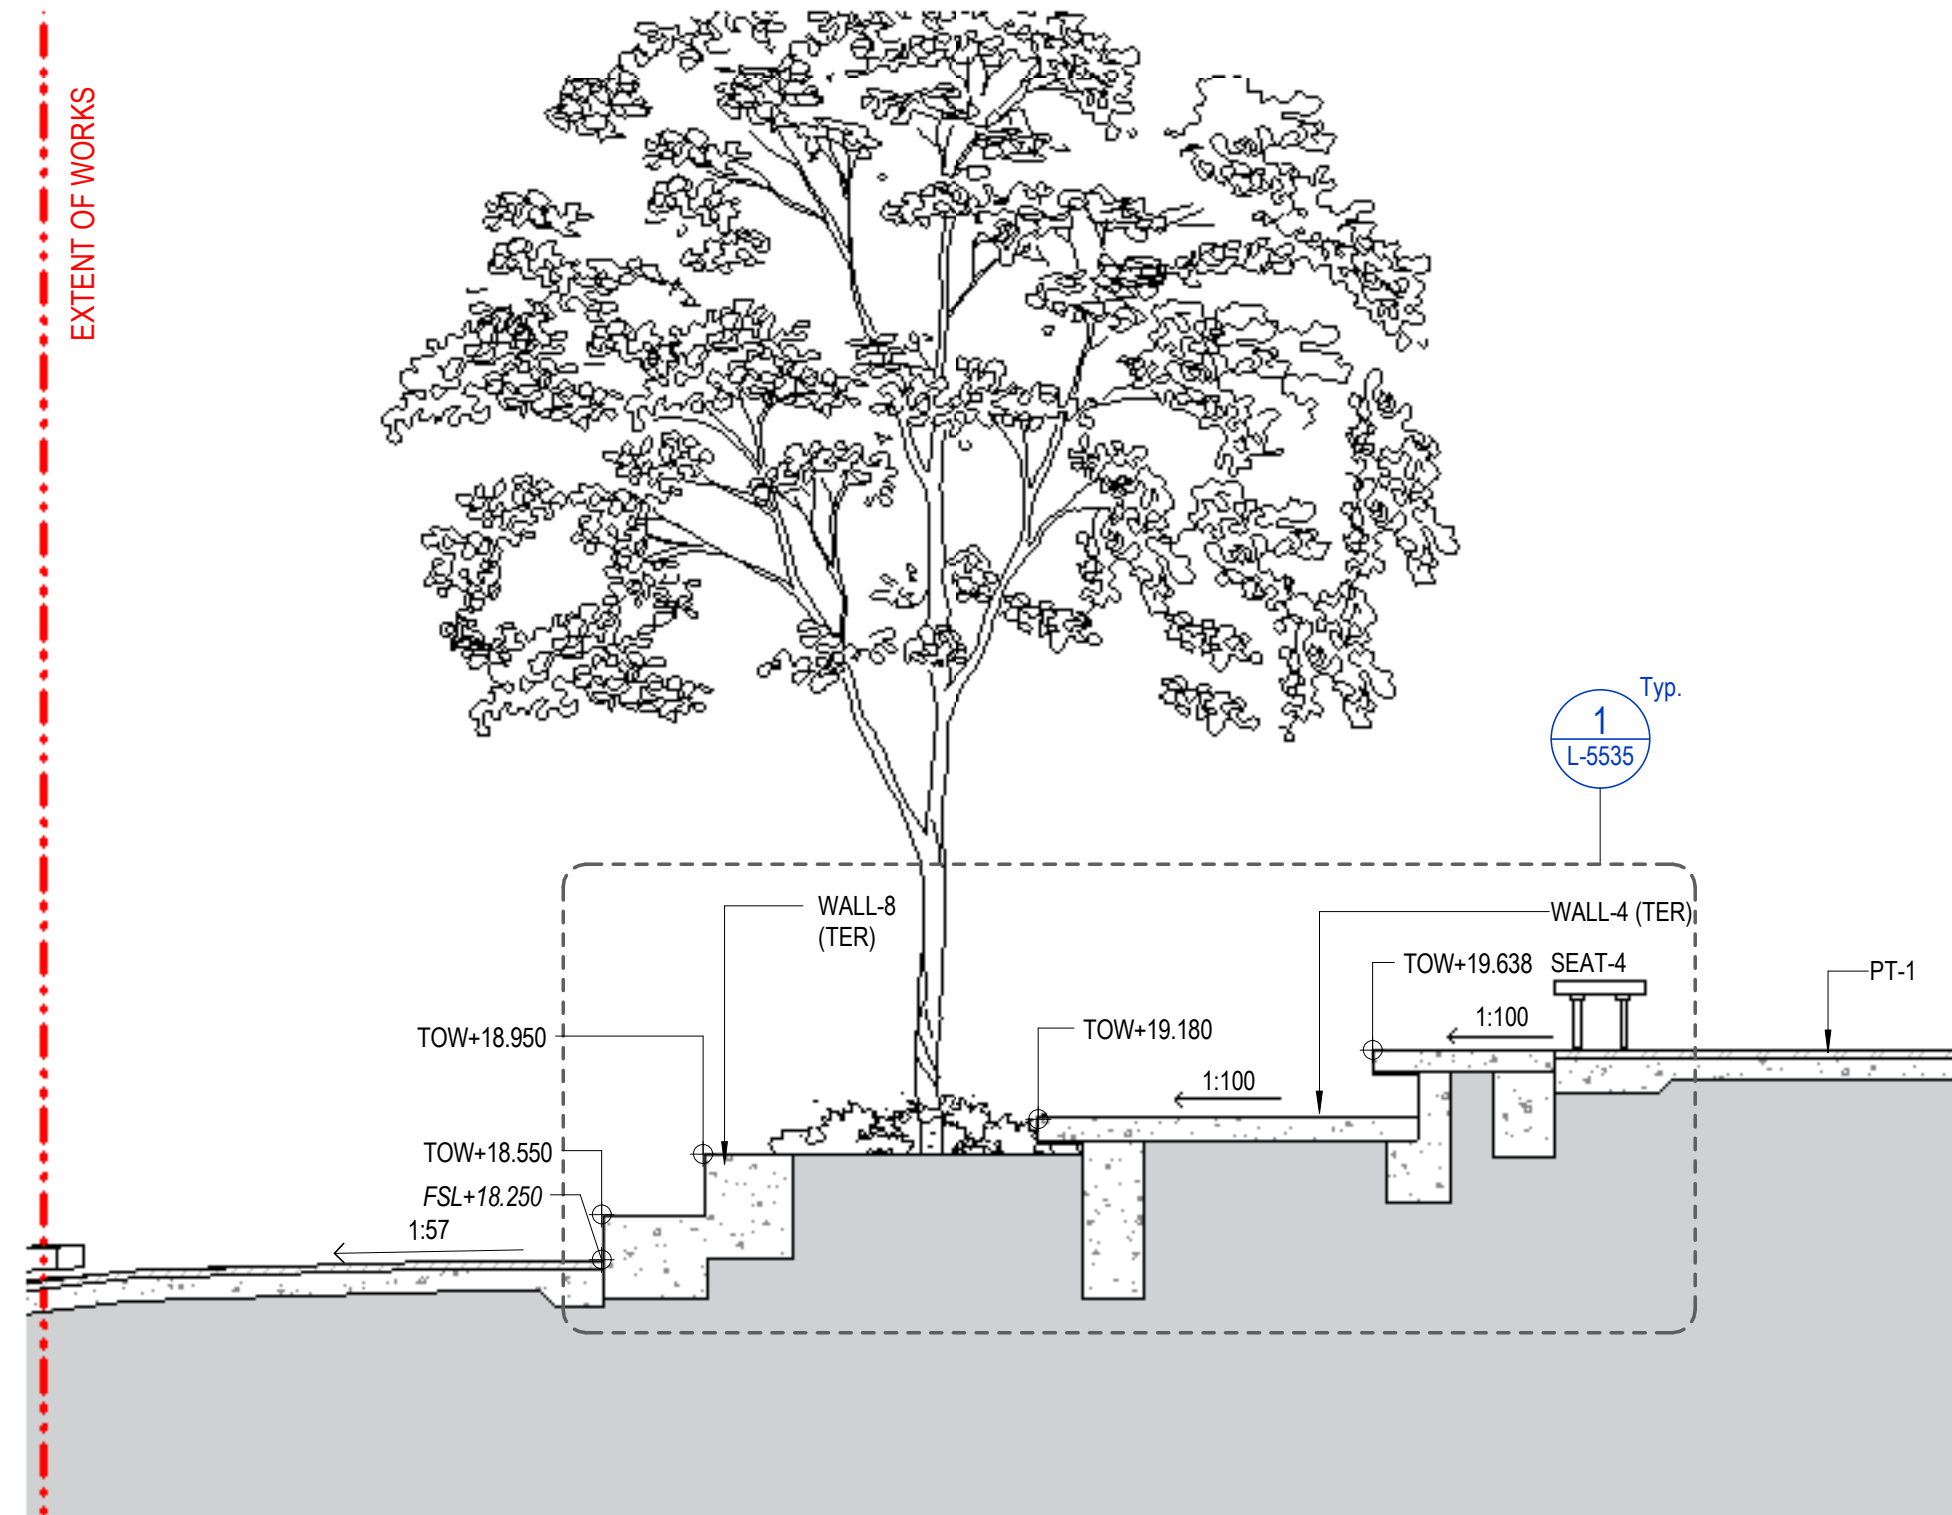 EXTENT OF WORKS
Typ.
1
L-5535
WALL-8
(TER)
WALL-4 (TER)
TOW+19.638
SEAT-4
PT-1
1:100
TOW+18.950
TOW+19.180
1:100
TOW+18.550
FSL+18.250
1:57